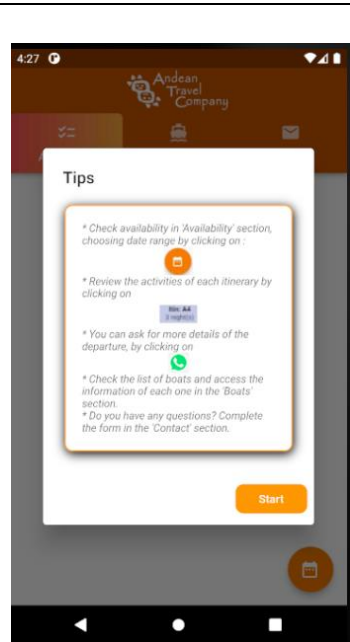 4:27
Andean
Travel
Company
Tips
* Check availability in 'Availability' section,
choosing date range by clicking on :
* Review the activities of each itinerary by
clicking on
Itin: A4
3 night(s)
* You can ask for more details of the
departure, by clicking on
* Check the list of boats and access the
information of each one in the 'Boats'
section.
* Do you have any questions? Complete
the form in the 'Contact' section.
Start